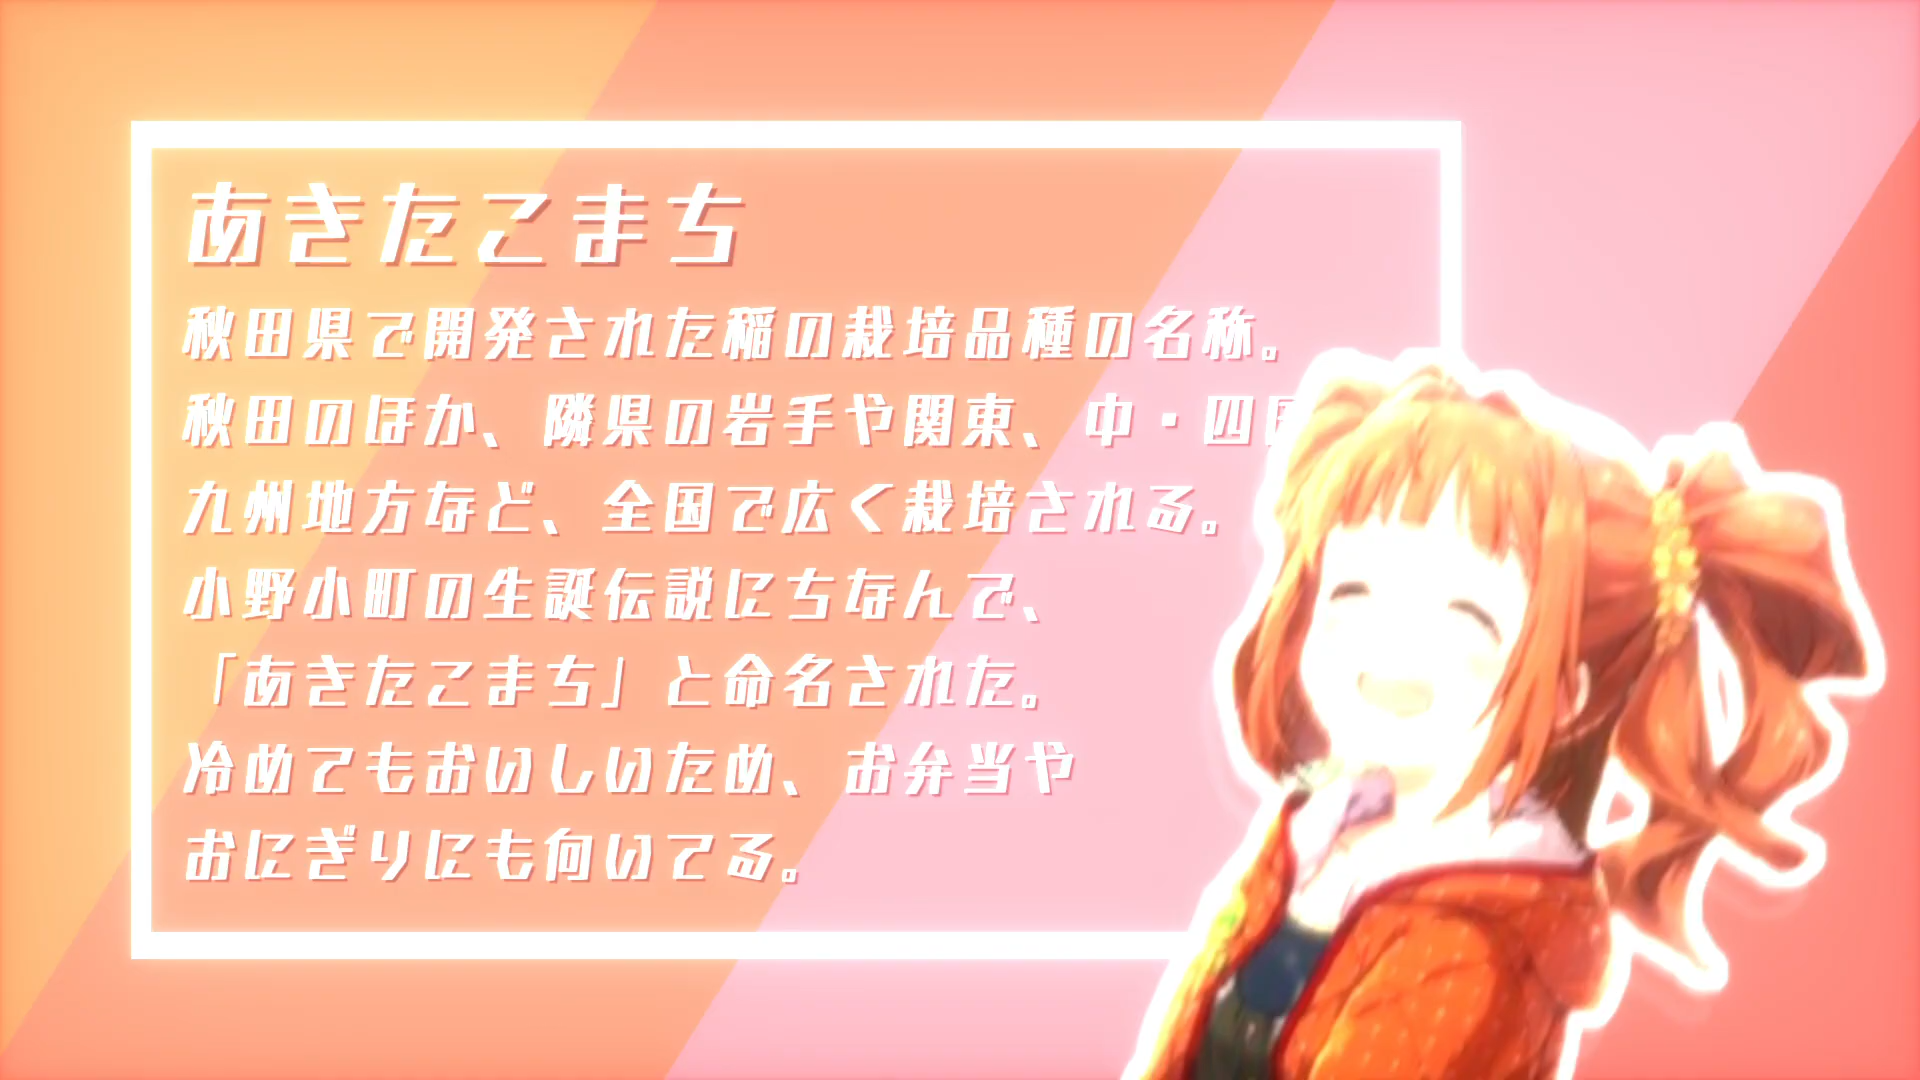 あきたこまち
秋田県で開発された稲の栽培品種の名称。
秋田のほか、隣県の岩手や関東、中・四国
九州地方など、全国で広く栽培される。
小野小町の生誕伝説にちなんで、
「あきたこまち」と命名された。
冷めてもおいしいため、お弁当や
おにぎりにも向いてる。